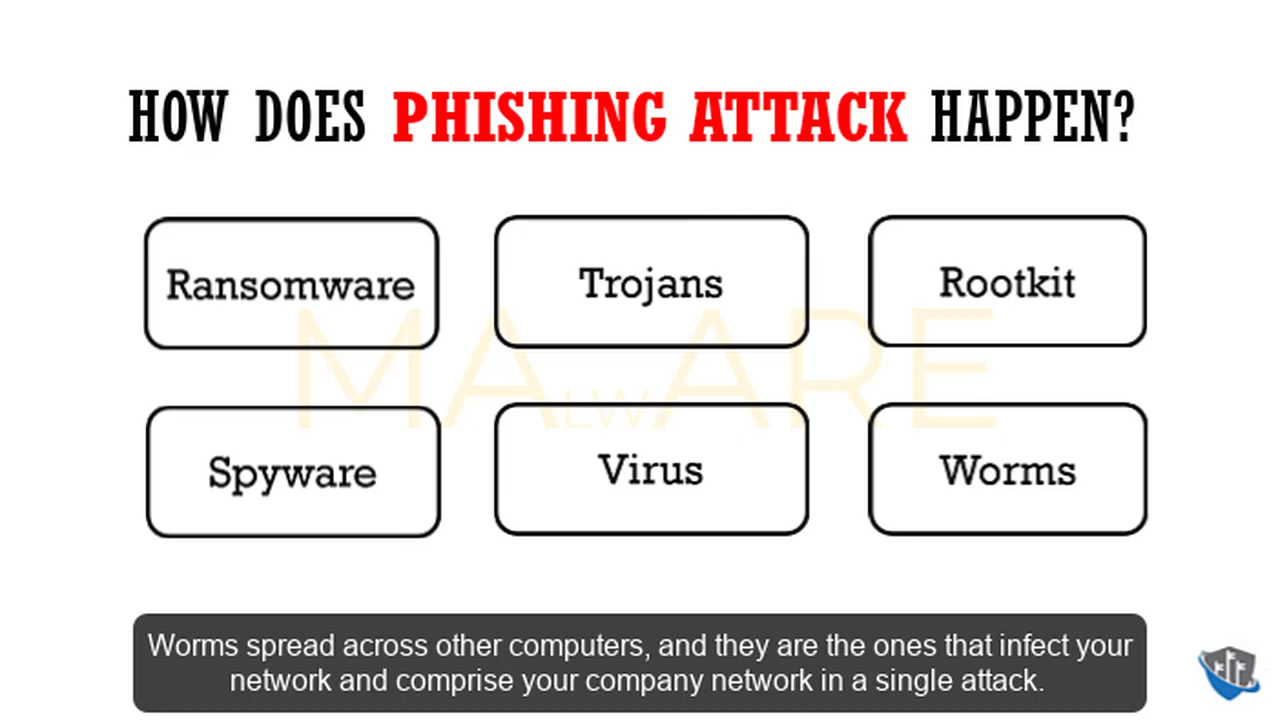 HOW DOES PHISHING ATTACK HAPPEN?
Ransomware Trojans Rootkit
MALWARE
Spyware Virus Worms
Worms spread across other computers, and they are the ones that infect your
network and comprise your company network in a single attack.